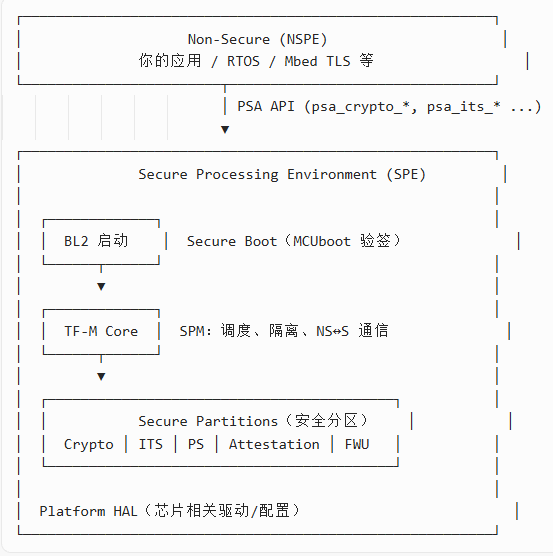 Non-Secure (NSPE)
你的应用 / RTOS / Mbed TLS 等
PSA API (psa_crypto_*, psa_its_* ...)
Secure Processing Environment (SPE)
BL2 启动 Secure Boot（MCUboot 验签）
TF-M Core SPM：调度、隔离、NS↔S 通信
Secure Partitions（安全分区）
Crypto │ ITS │ PS │ Attestation │ FWU
Platform HAL（芯片相关驱动/配置）